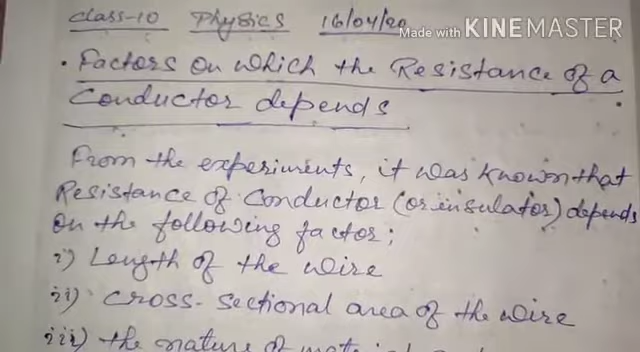 class-10 Physics 16/04/20
Made with KINEMASTER
• Factors on which the Resistance of a
Conductor depends
From the experiments, it was known that
Resistance of Conductor (or insulator) depends
on the following factor;
i) Length of the wire
ii) cross-sectional area of the wire
iii) the nature of